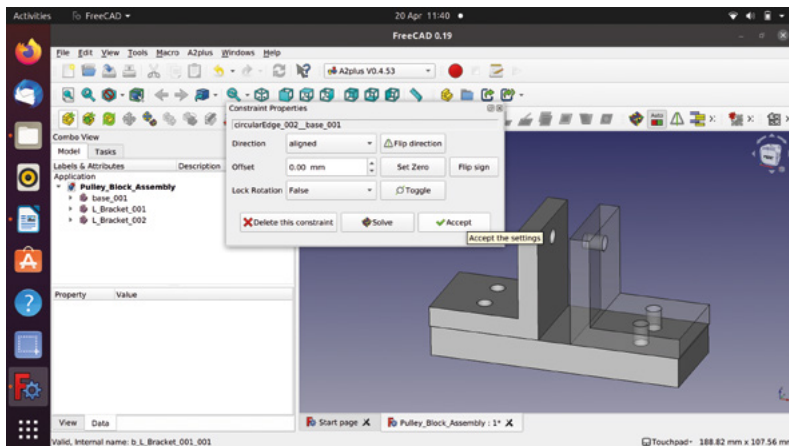 Activities
FreeCAD
20 Apr 11:40
FreeCAD 0.19
File Edit View Tools Macro A2plus Windows Help
A2plus V0.4.53
Constraint Properties
circularEdge_002__base_001
Direction aligned Flip direction
Offset 0.00 mm Set Zero Flip sign
Lock Rotation False Toggle
Delete this constraint Solve Accept
Accept the settings
Combo View
Model Tasks
Labels & Attributes Description
Application
Pulley_Block_Assembly
base_001
L_Bracket_001
L_Bracket_002
Property Value
View Data
Start page Pulley_Block_Assembly : 1*
Valid, Internal name: b_L_Bracket_001_001
Touchpad 188.82 mm x 107.56 mm